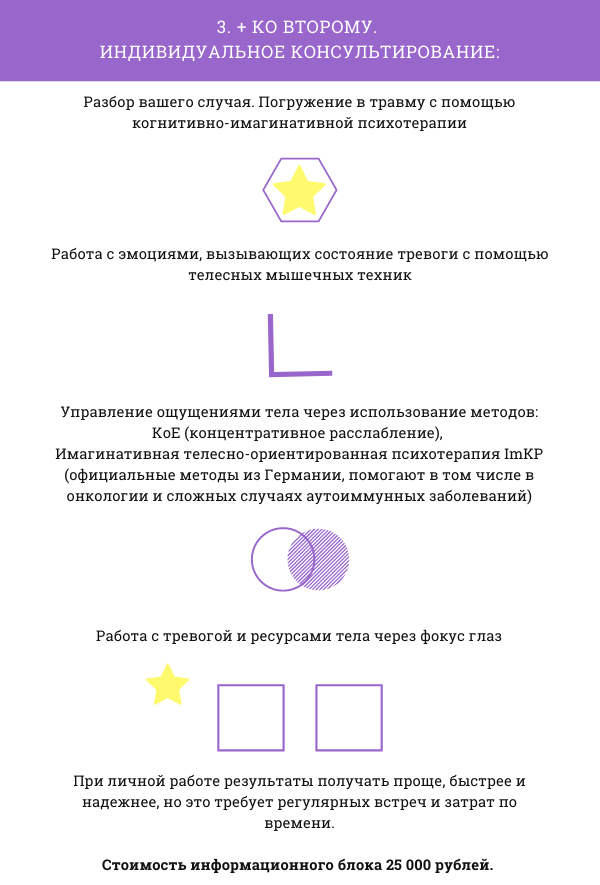 3. + КО ВТОРОМУ.
ИНДИВИДУАЛЬНОЕ КОНСУЛЬТИРОВАНИЕ:
Разбор вашего случая. Погружение в травму с помощью
когнитивно-имагинативной психотерапии
Работа с эмоциями, вызывающих состояние тревоги с помощью
телесных мышечных техник
Управление ощущениями тела через использование методов:
KoE (концентративное расслабление),
Имагинативная телесно-ориентированная психотерапия ImKP
(официальные методы из Германии, помогают в том числе в
онкологии и сложных случаях аутоиммунных заболеваний)
Работа с тревогой и ресурсами тела через фокус глаз
При личной работе результаты получать проще, быстрее и
надежнее, но это требует регулярных встреч и затрат по
времени.
Стоимость информационного блока 25 000 рублей.